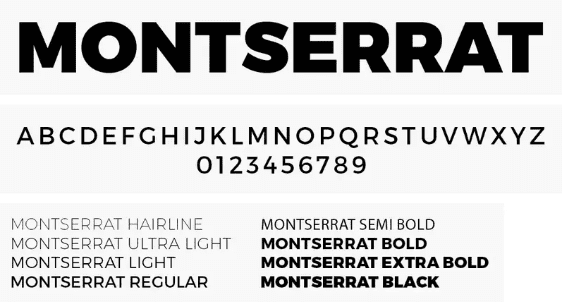 MONTSERRAT
ABCDEFGHIJKLMNOPQRSTUVWXYZ
0123456789
MONTSERRAT HAIRLINE
MONTSERRAT ULTRA LIGHT
MONTSERRAT LIGHT
MONTSERRAT REGULAR
MONTSERRAT SEMI BOLD
MONTSERRAT BOLD
MONTSERRAT EXTRA BOLD
MONTSERRAT BLACK